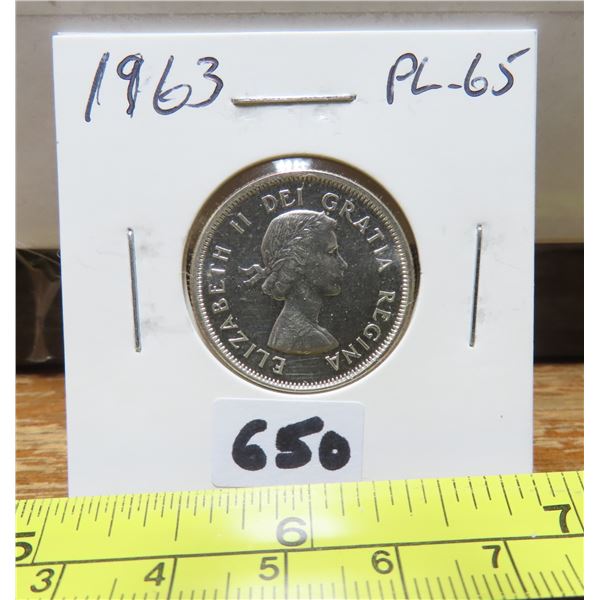 1963 PL-65
ELIZABETH II DEI GRATIA REGINA
650
5 6 7
3 4 5 6 7